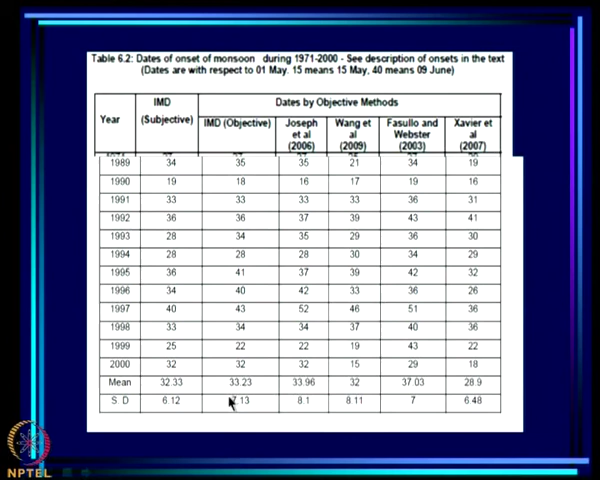 Table 6.2: Dates of onset of monsoon during 1971-2000 - See description of onsets in the text
(Dates are with respect to 01 May. 15 means 15 May, 40 means 09 June)
Year IMD (Subjective) Dates by Objective Methods
IMD (Objective) Joseph et al (2006) Wang et al (2009) Fasullo and Webster (2003) Xavier et al (2007)
1989 34 35 35 21 34 19
1990 19 18 16 17 19 16
1991 33 33 33 33 36 31
1992 36 36 37 39 43 41
1993 28 34 35 29 36 30
1994 28 28 28 30 34 29
1995 36 41 37 39 42 32
1996 34 40 42 33 36 26
1997 40 43 52 46 51 36
1998 33 34 34 37 40 36
1999 25 22 22 19 43 22
2000 32 32 32 15 29 18
Mean 32.33 33.23 33.96 32 37.03 28.9
S D 6.12 7.13 8.1 8.11 7 6.48
NPTEL